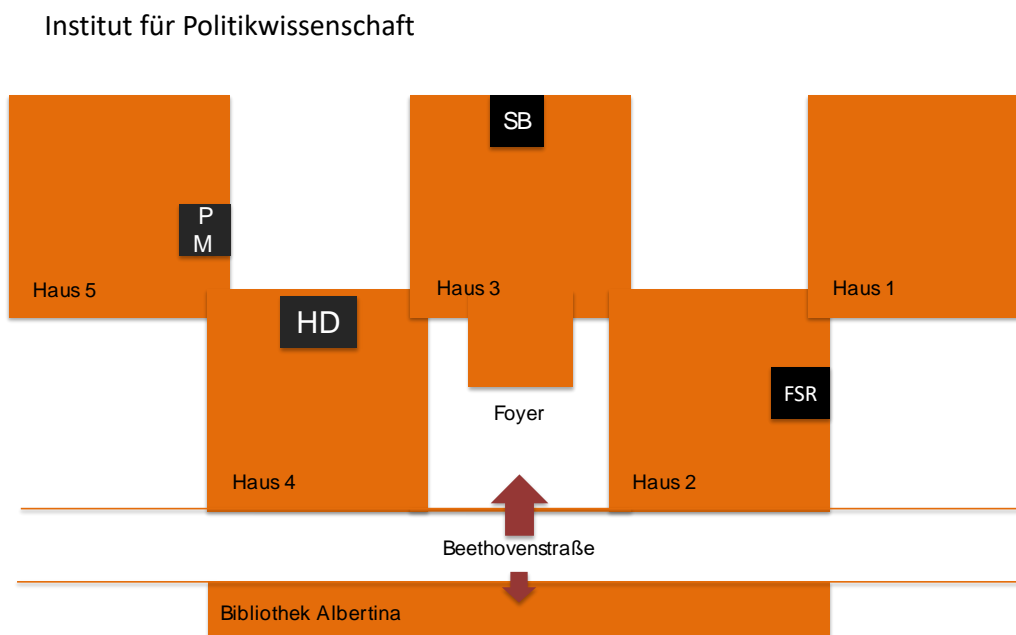 Institut für Politikwissenschaft
SB
P
M
Haus 5
Haus 3
Haus 1
HD
FSR
Foyer
Haus 4
Haus 2
Beethovenstraße
Bibliothek Albertina